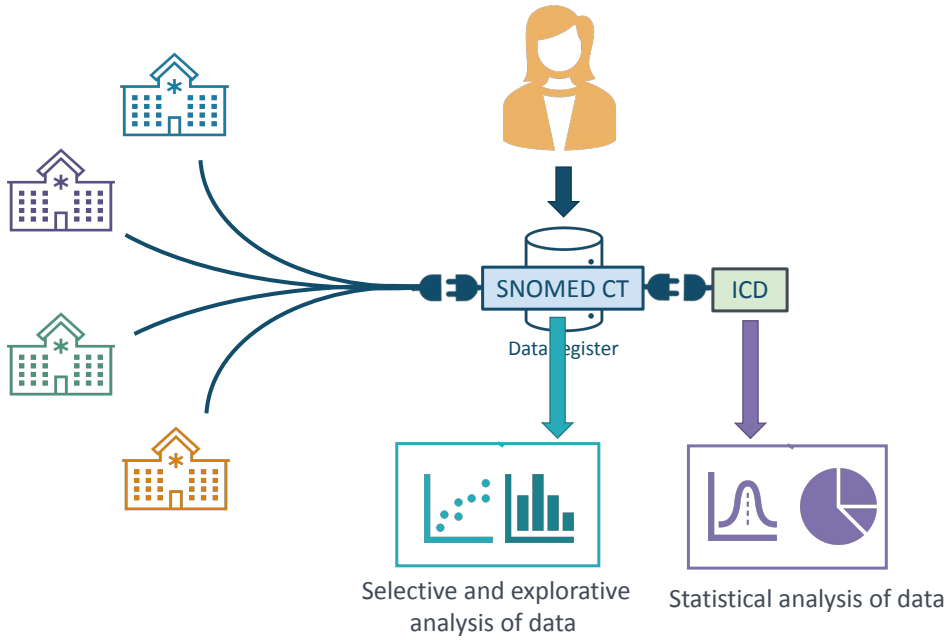 SNOMED CT
ICD
Data register
Selective and explorative
analysis of data
Statistical analysis of data